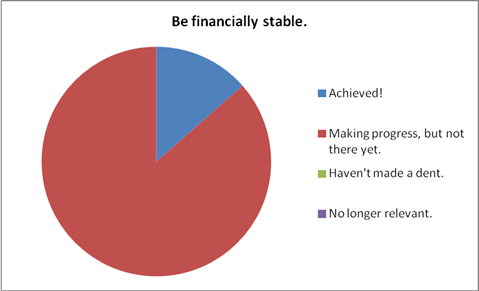 Be financially stable.
Achieved!
Making progress, but not
there yet.
Haven't made a dent.
No longer relevant.